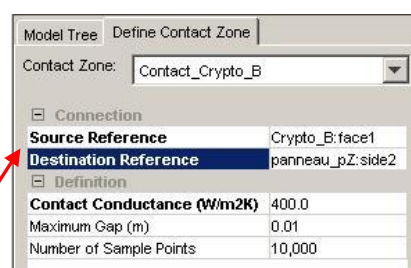 Model Tree Define Contact Zone
Contact Zone: Contact_Crypto_B
Connection
Source Reference Crypto_B:face1
Destination Reference panneau_pZ:side2
Definition
Contact Conductance (W/m2K) 400.0
Maximum Gap (m) 0.01
Number of Sample Points 10,000